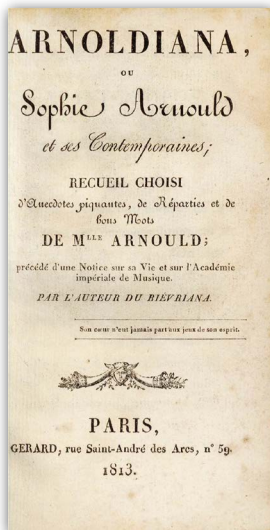 ARNOLDIANA,
OU
Sophie Arnould
et ses Contemporaines;
RECUEIL CHOISI
d'Anecdotes piquantes, de Réparties et de
bons Mots
DE MLLE ARNOULD;
précédé d'une Notice sur sa Vie et sur l'Académie
impériale de Musique.
PAR L'AUTEUR DU BIÉVRIANA.
Son cœur n'eut jamais part aux jeux de son esprit.
PARIS,
GERARD, rue Saint-André des Arcs, n° 59.
1813.